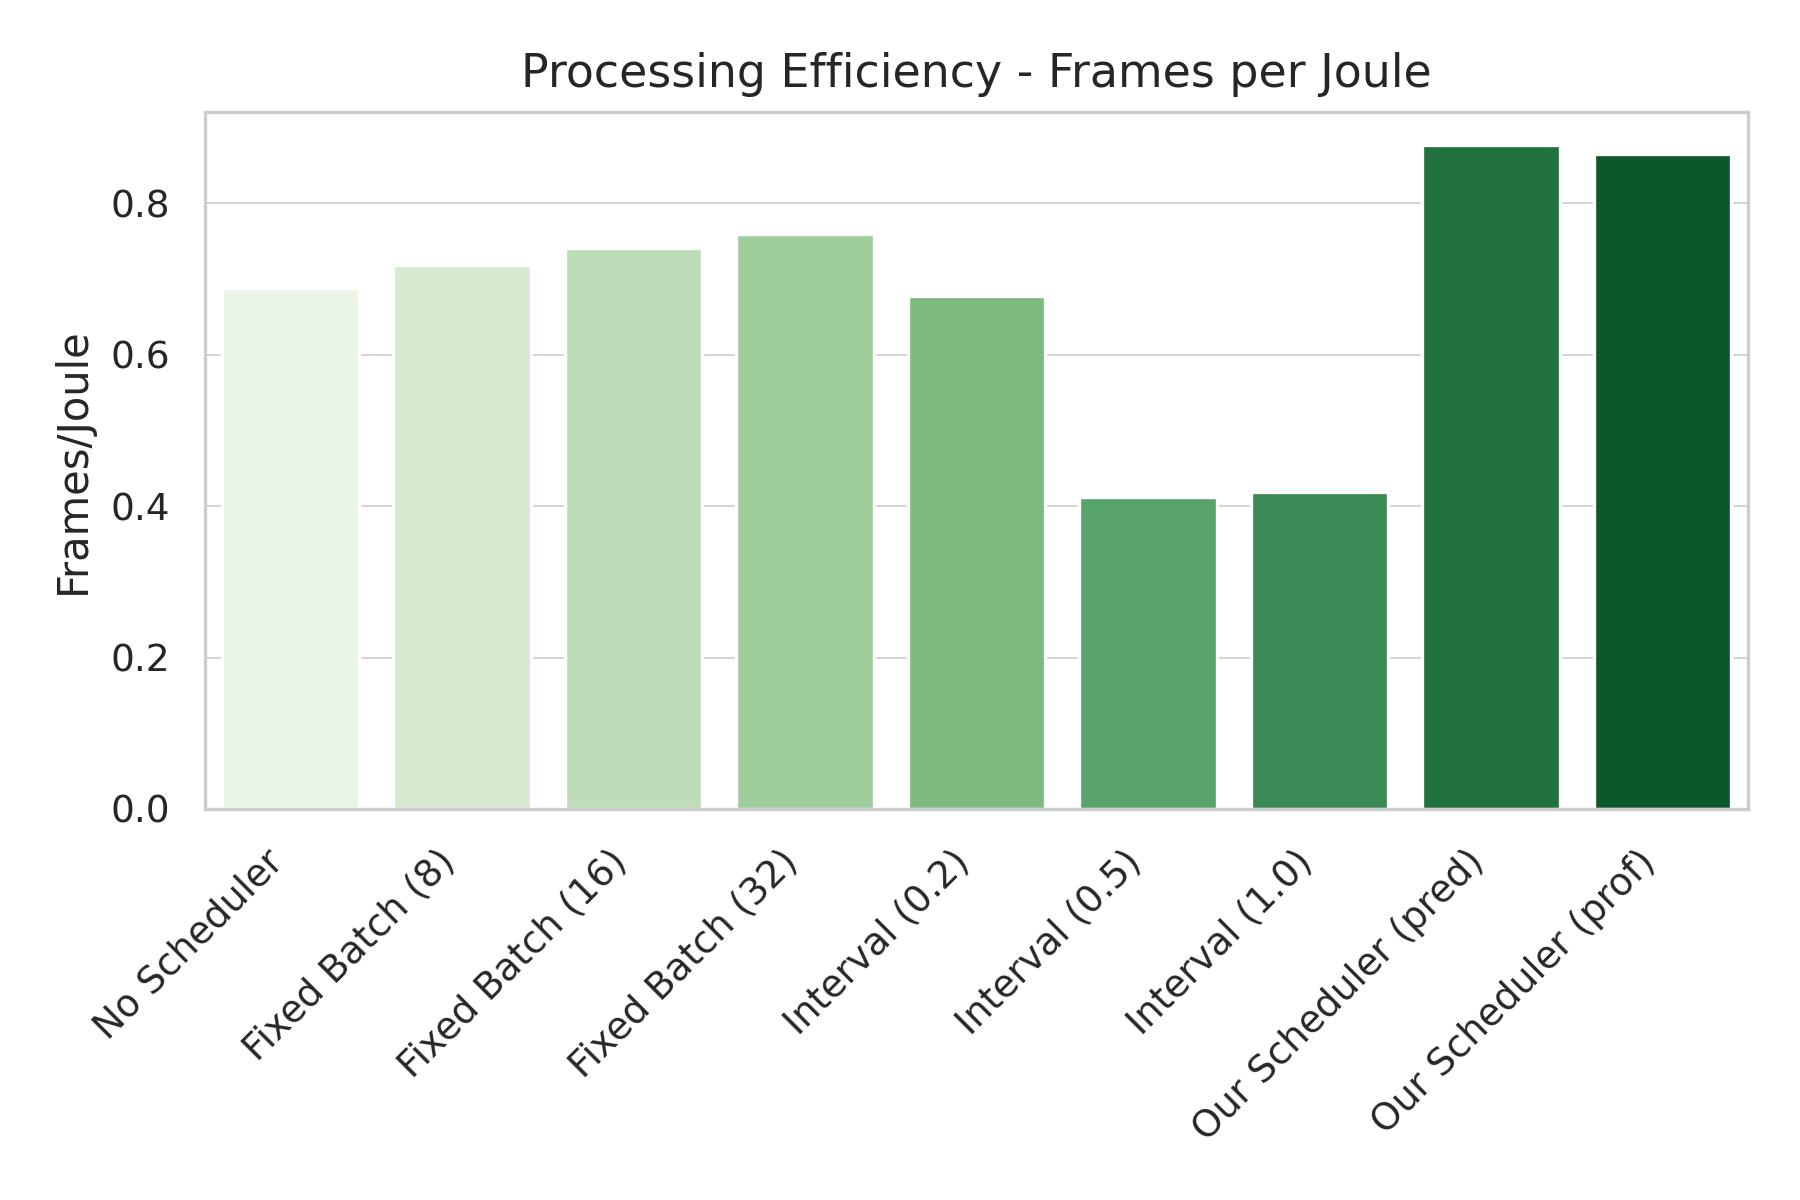 Processing Efficiency - Frames per Joule
Frames/Joule
0.8
0.6
0.4
0.2
0.0
No Scheduler
Fixed Batch (8)
Fixed Batch (16)
Fixed Batch (32)
Interval (0.2)
Interval (0.5)
Interval (1.0)
Our Scheduler (pred)
Our Scheduler (prof)